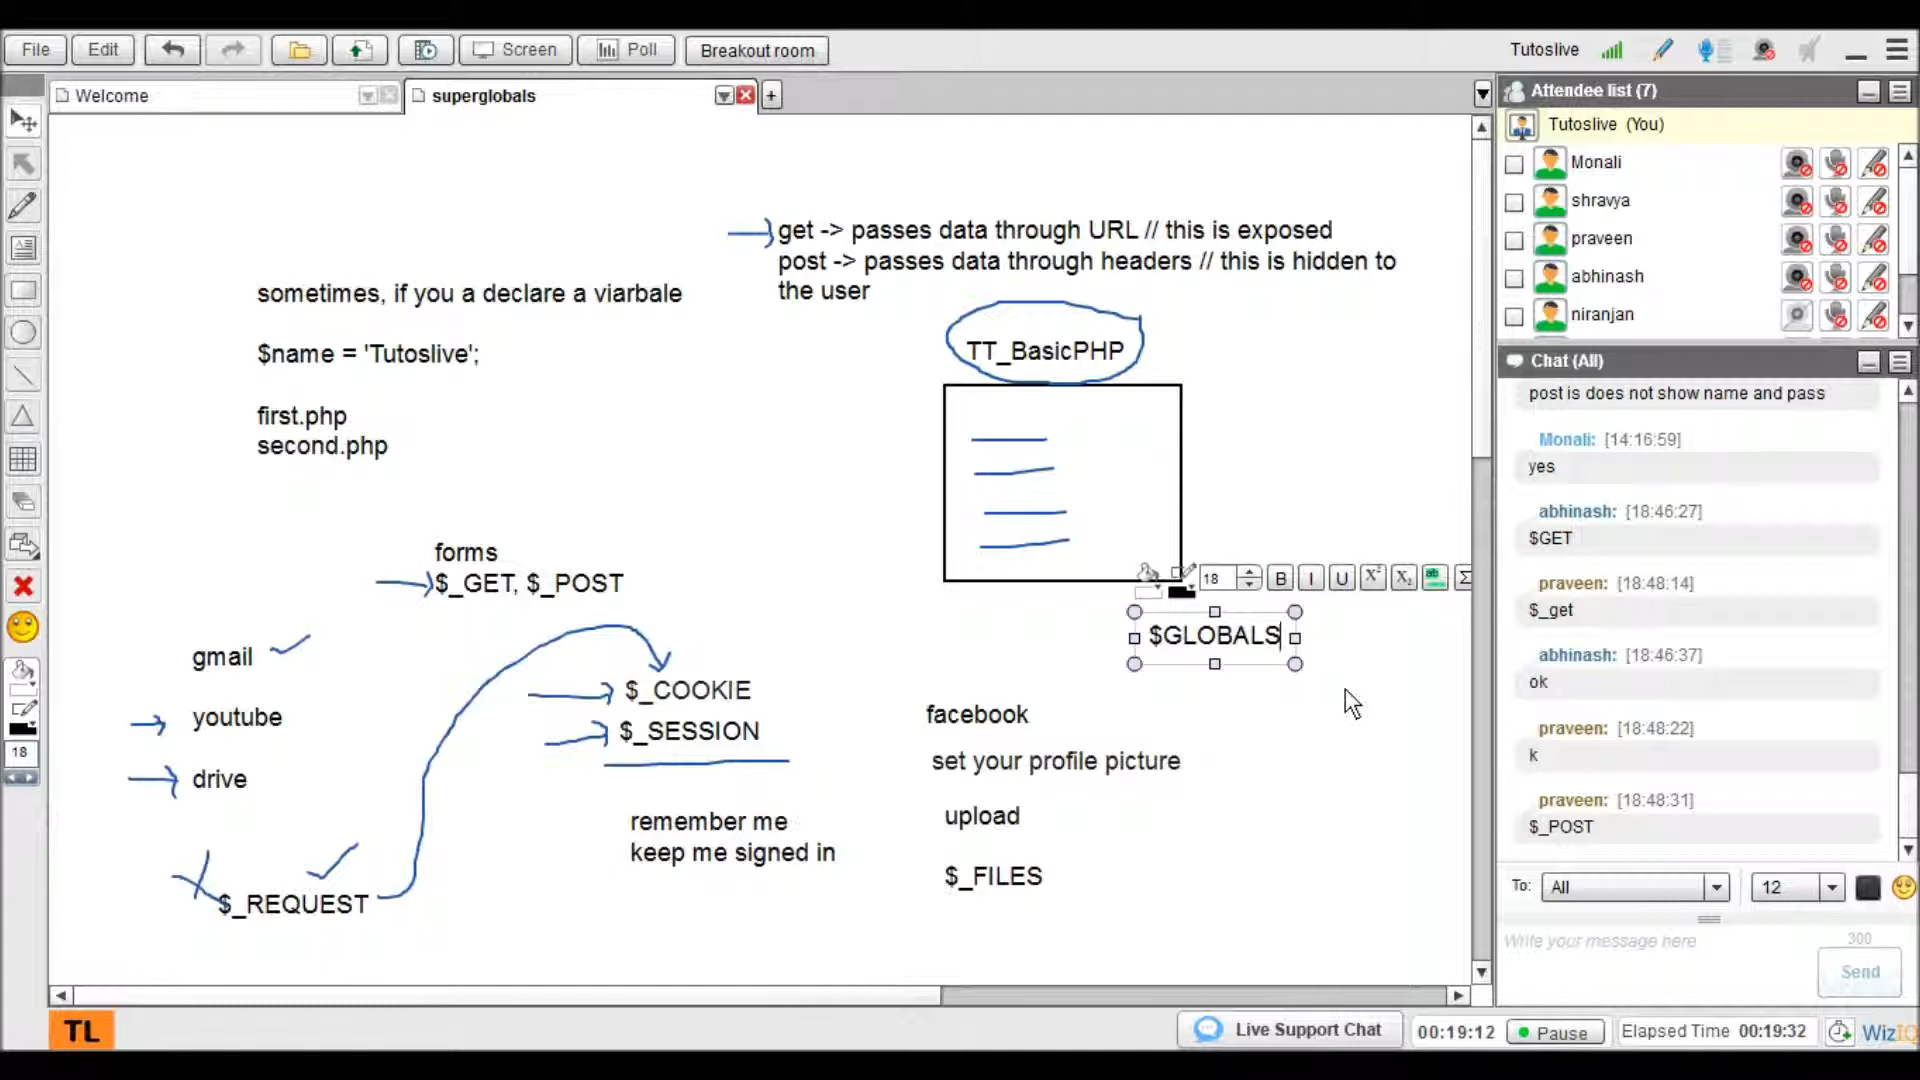 File
Edit
Screen
Poll
Breakout room
Tutoslive
Welcome
superglobals
get -> passes data through URL // this is exposed
post -> passes data through headers // this is hidden to
the user
sometimes, if you a declare a viarbale
$name = 'Tutoslive';
first.php
second.php
TT_BasicPHP
forms
$_GET, $_POST
gmail
youtube
drive
$_REQUEST
$_COOKIE
$_SESSION
remember me
keep me signed in
18
B I U X² X₂ ab Σ
$GLOBALS
facebook
set your profile picture
upload
$_FILES
18
Attendee list (7)
Tutoslive (You)
Monali
shravya
praveen
abhinash
niranjan
Chat (All)
post is does not show name and pass
Monali: [14:16:59]
yes
abhinash: [18:46:27]
$GET
praveen: [18:48:14]
$_get
abhinash: [18:46:37]
ok
praveen: [18:48:22]
k
praveen: [18:48:31]
$_POST
To: All 12
Write your message here
300
Send
TL
Live Support Chat
00:19:12
Pause
Elapsed Time 00:19:32
WizIQ